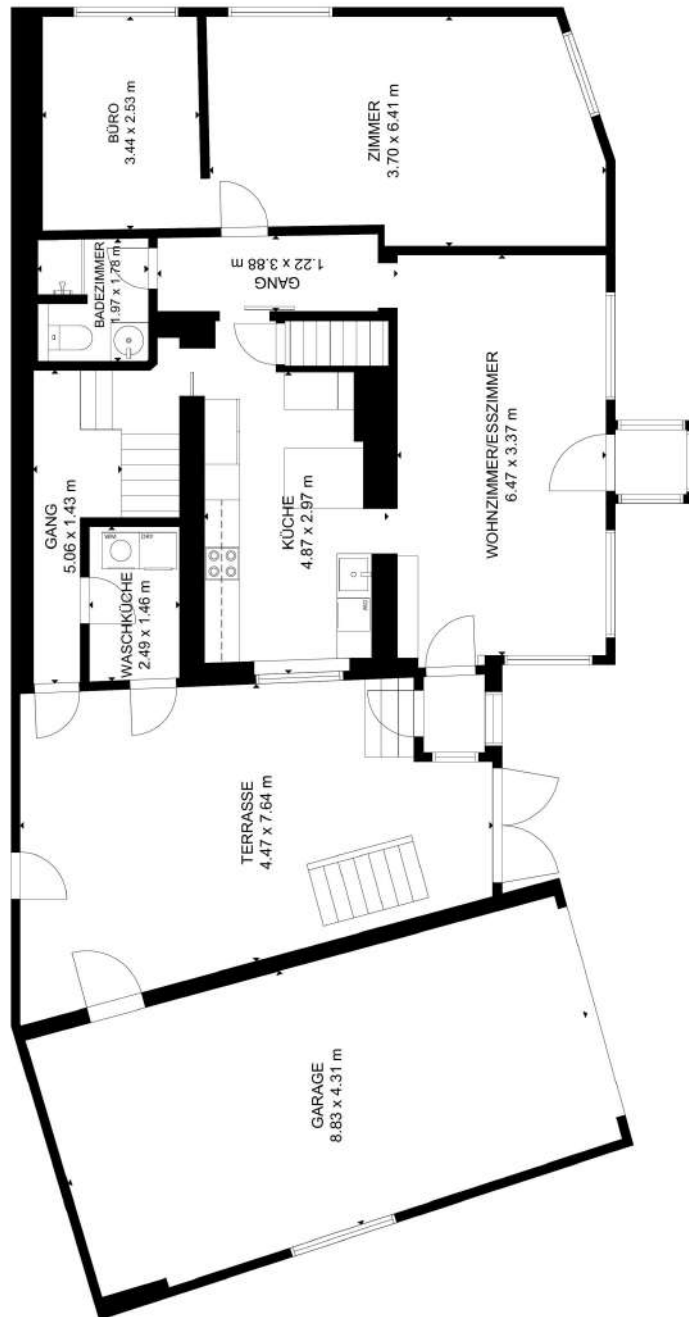 BÜRO
3.44 x 2.53 m
ZIMMER
3.70 x 6.41 m
BADEZIMMER
1.97 x 1.78 m
GANG
1.22 x 3.88 m
GANG
5.06 x 1.43 m
WASCHKÜCHE
2.49 x 1.46 m
WM
DRY
KÜCHE
4.87 x 2.97 m
WOHNZIMMER/ESSZIMMER
6.47 x 3.37 m
TERRASSE
4.47 x 7.64 m
GARAGE
8.83 x 4.31 m